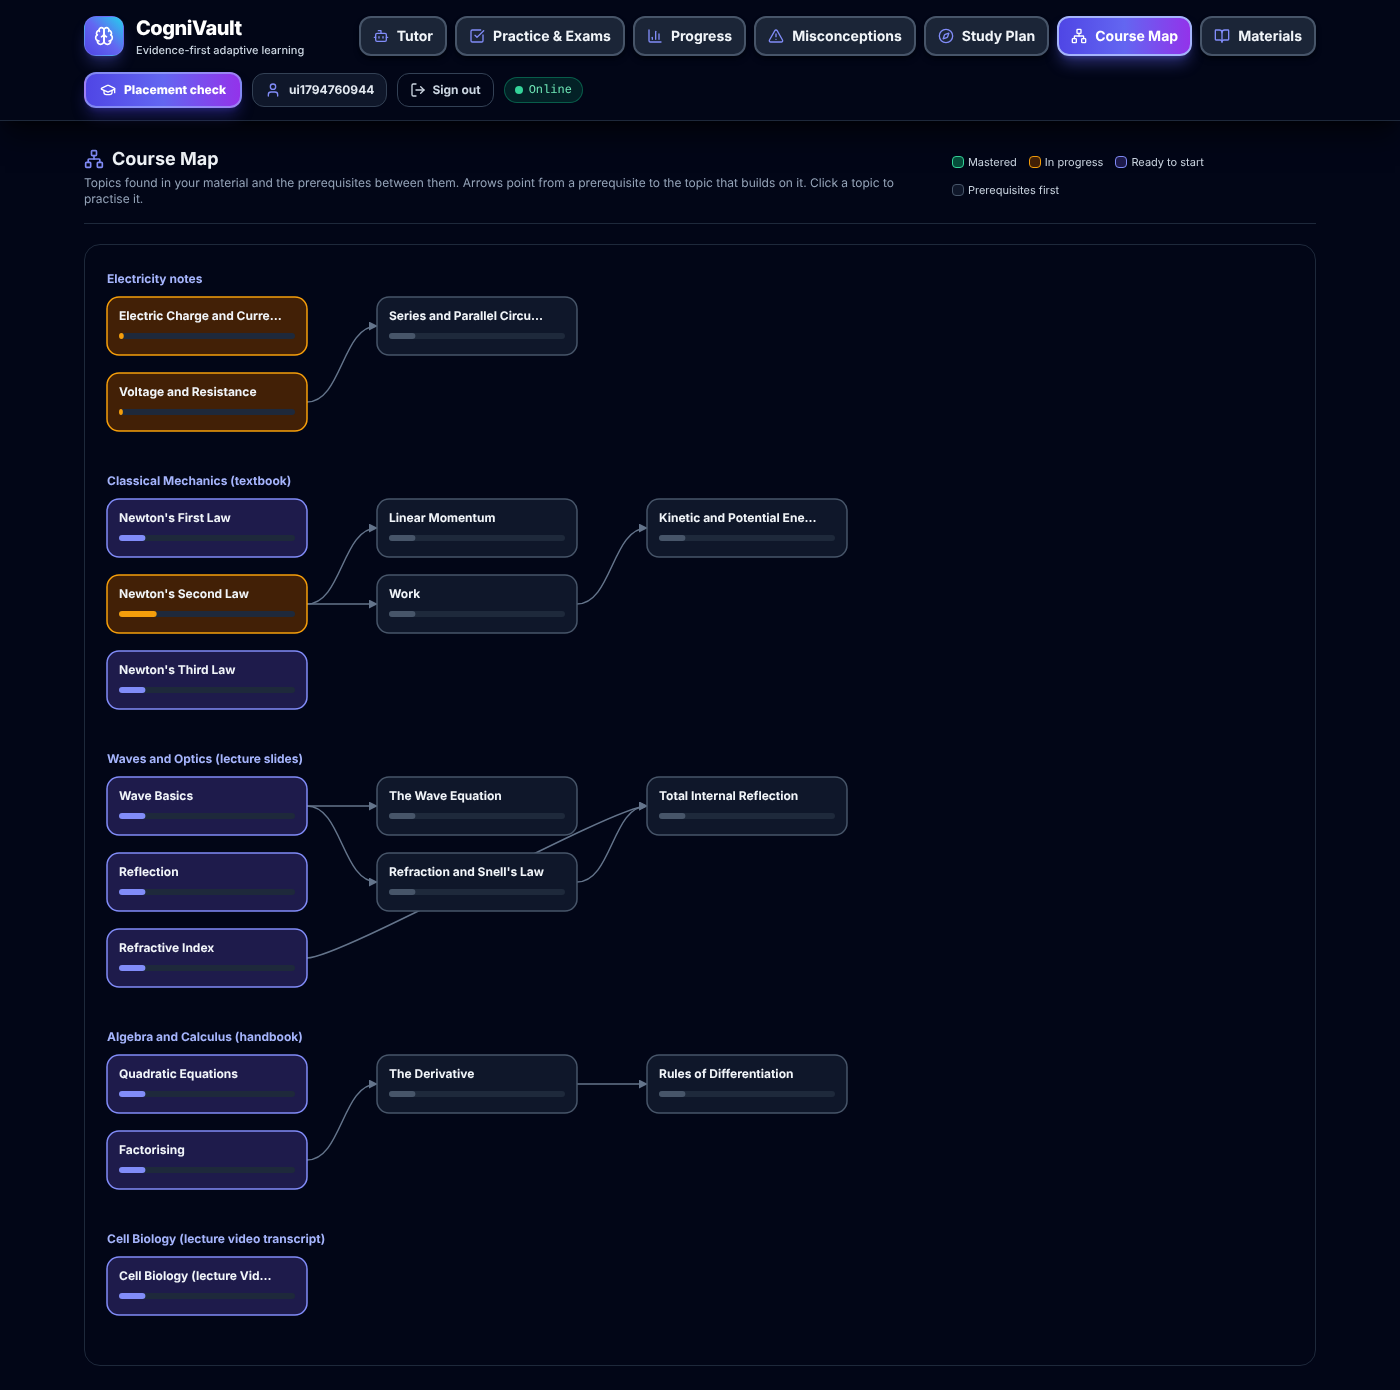 CogniVault
Evidence-first adaptive learning
Tutor
Practice & Exams
Progress
Misconceptions
Study Plan
Course Map
Materials
Placement check
ui1794760944
Sign out
Online
Course Map
Topics found in your material and the prerequisites between them. Arrows point from a prerequisite to the topic that builds on it. Click a topic to
practise it.
Mastered
In progress
Ready to start
Prerequisites first
Electricity notes
Electric Charge and Curre...
Series and Parallel Circu...
Voltage and Resistance
Classical Mechanics (textbook)
Newton's First Law
Linear Momentum
Kinetic and Potential Ene...
Newton's Second Law
Work
Newton's Third Law
Waves and Optics (lecture slides)
Wave Basics
The Wave Equation
Total Internal Reflection
Reflection
Refraction and Snell's Law
Refractive Index
Algebra and Calculus (handbook)
Quadratic Equations
The Derivative
Rules of Differentiation
Factorising
Cell Biology (lecture video transcript)
Cell Biology (lecture Vid...